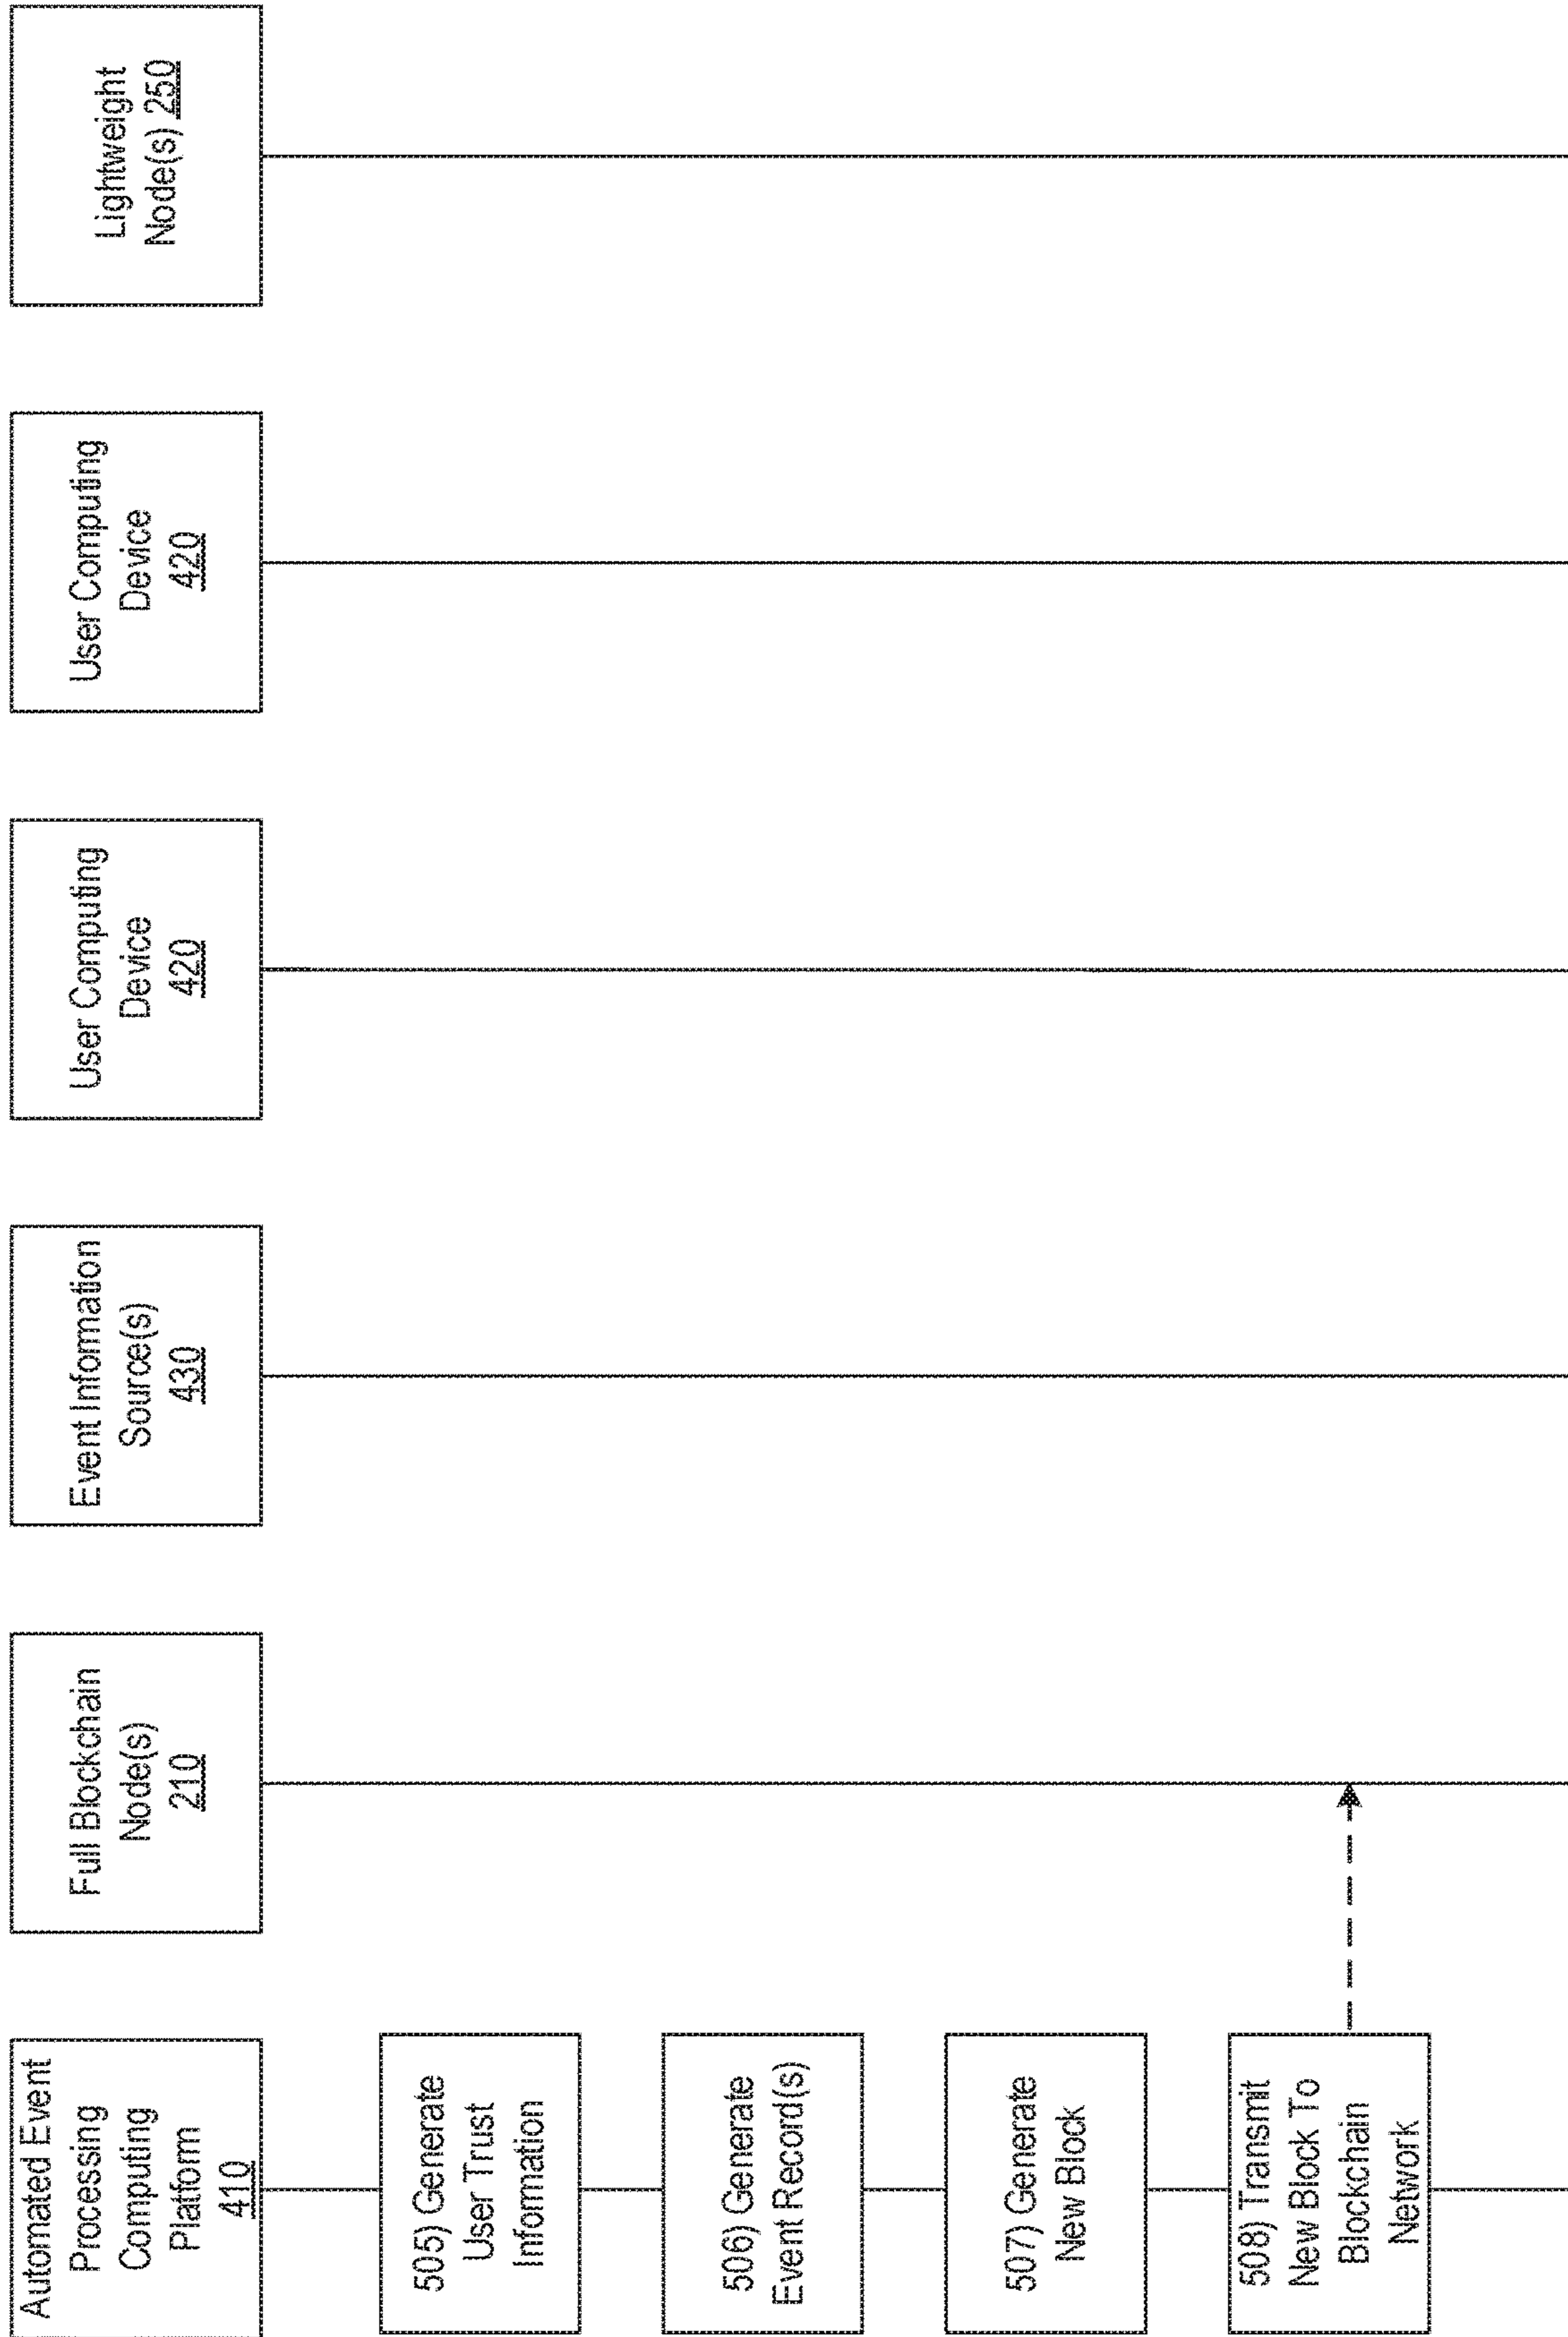 Automated Event
Processing
Computing
Platform
410
Full Blockchain
Node(s)
210
Event Information
Source(s)
430
User Computing
Device
420
User Computing
Device
420
Lightweight
Node(s) 250
505) Generate
User Trust
Information
506) Generate
Event Record(s)
507) Generate
New Block
508) Transmit
New Block To
Blockchain
Network